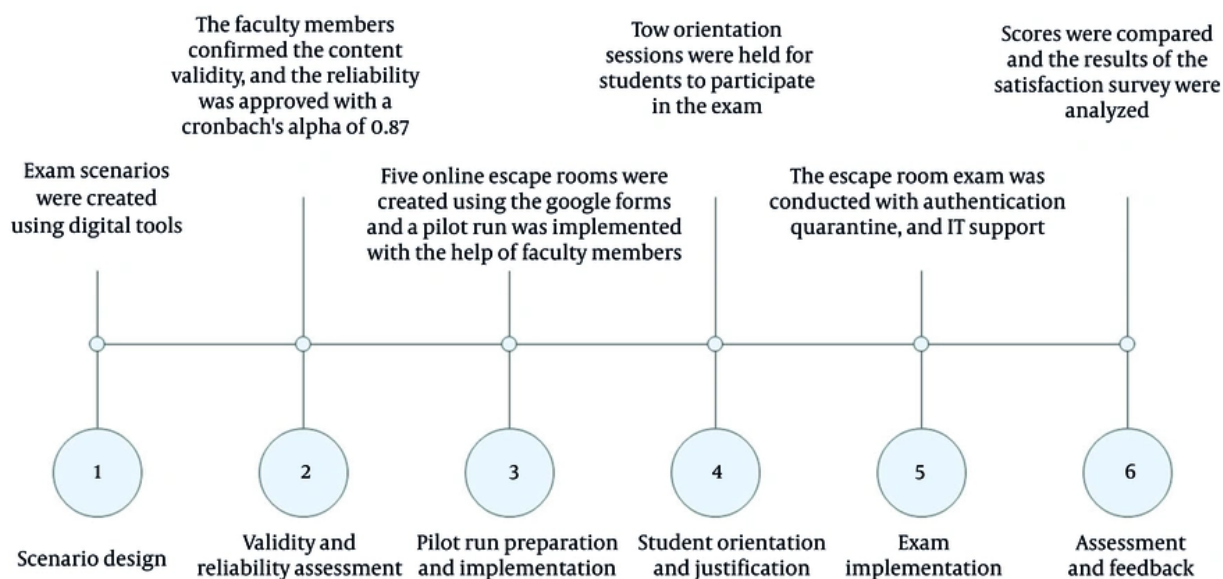 The faculty members
confirmed the content
validity, and the reliability
was approved with a
cronbach's alpha of 0.87
Tow orientation
sessions were held for
students to participate
in the exam
Scores were compared
and the results of the
satisfaction survey were
analyzed
Exam scenarios
were created
using digital tools
Five online escape rooms were
created using the google forms
and a pilot run was implemented
with the help of faculty members
The escape room exam was
conducted with authentication
quarantine, and IT support
1
2
3
4
5
6
Scenario design
Validity and
reliability assessment
Pilot run preparation
and implementation
Student orientation
and justification
Exam
implementation
Assessment
and feedback